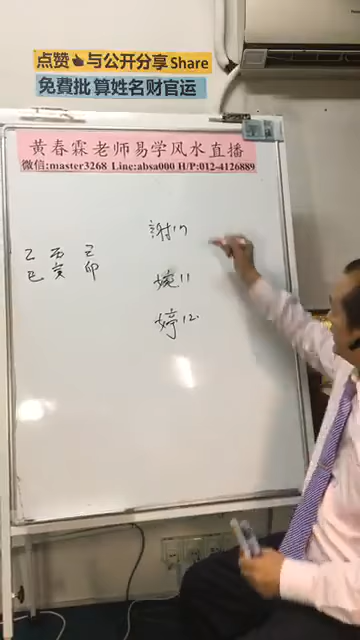 点赞👍与公开分享Share
免費批算姓名财官运
黄春霖老师易学风水直播
微信:master3268 Line:absa000 H/P:012-4126889
謝17
乙丙己
巳亥卯
婉11
婷12